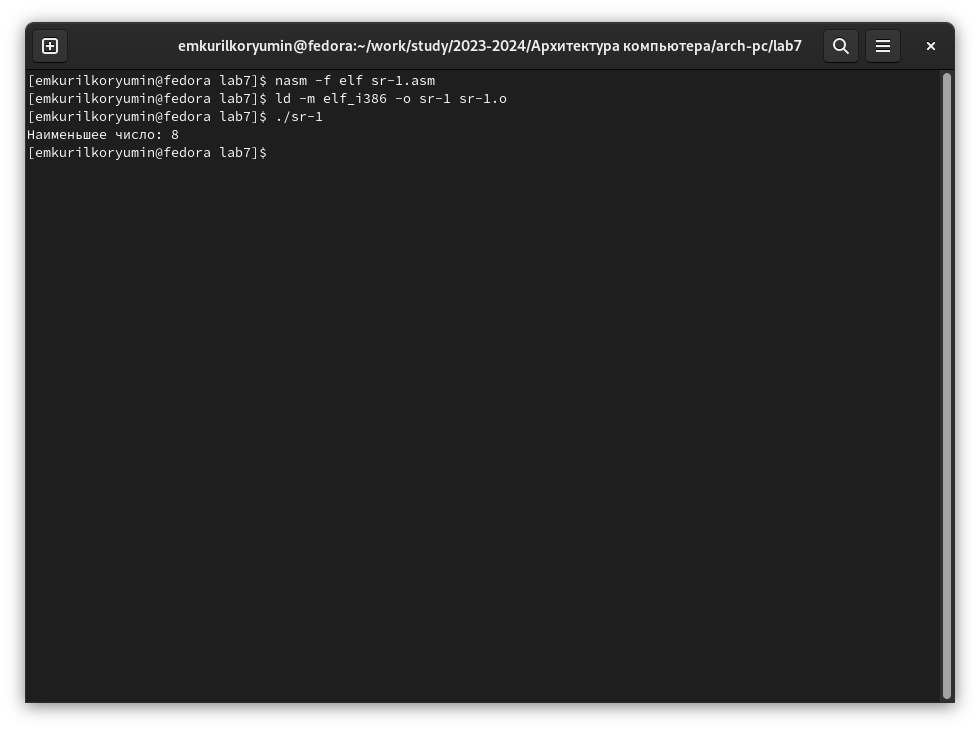 emkurilkoryumin@fedora:~/work/study/2023-2024/Архитектура компьютера/arch-pc/lab7
[emkurilkoryumin@fedora lab7]$ nasm -f elf sr-1.asm
[emkurilkoryumin@fedora lab7]$ ld -m elf_i386 -o sr-1 sr-1.o
[emkurilkoryumin@fedora lab7]$ ./sr-1
Наименьшее число: 8
[emkurilkoryumin@fedora lab7]$